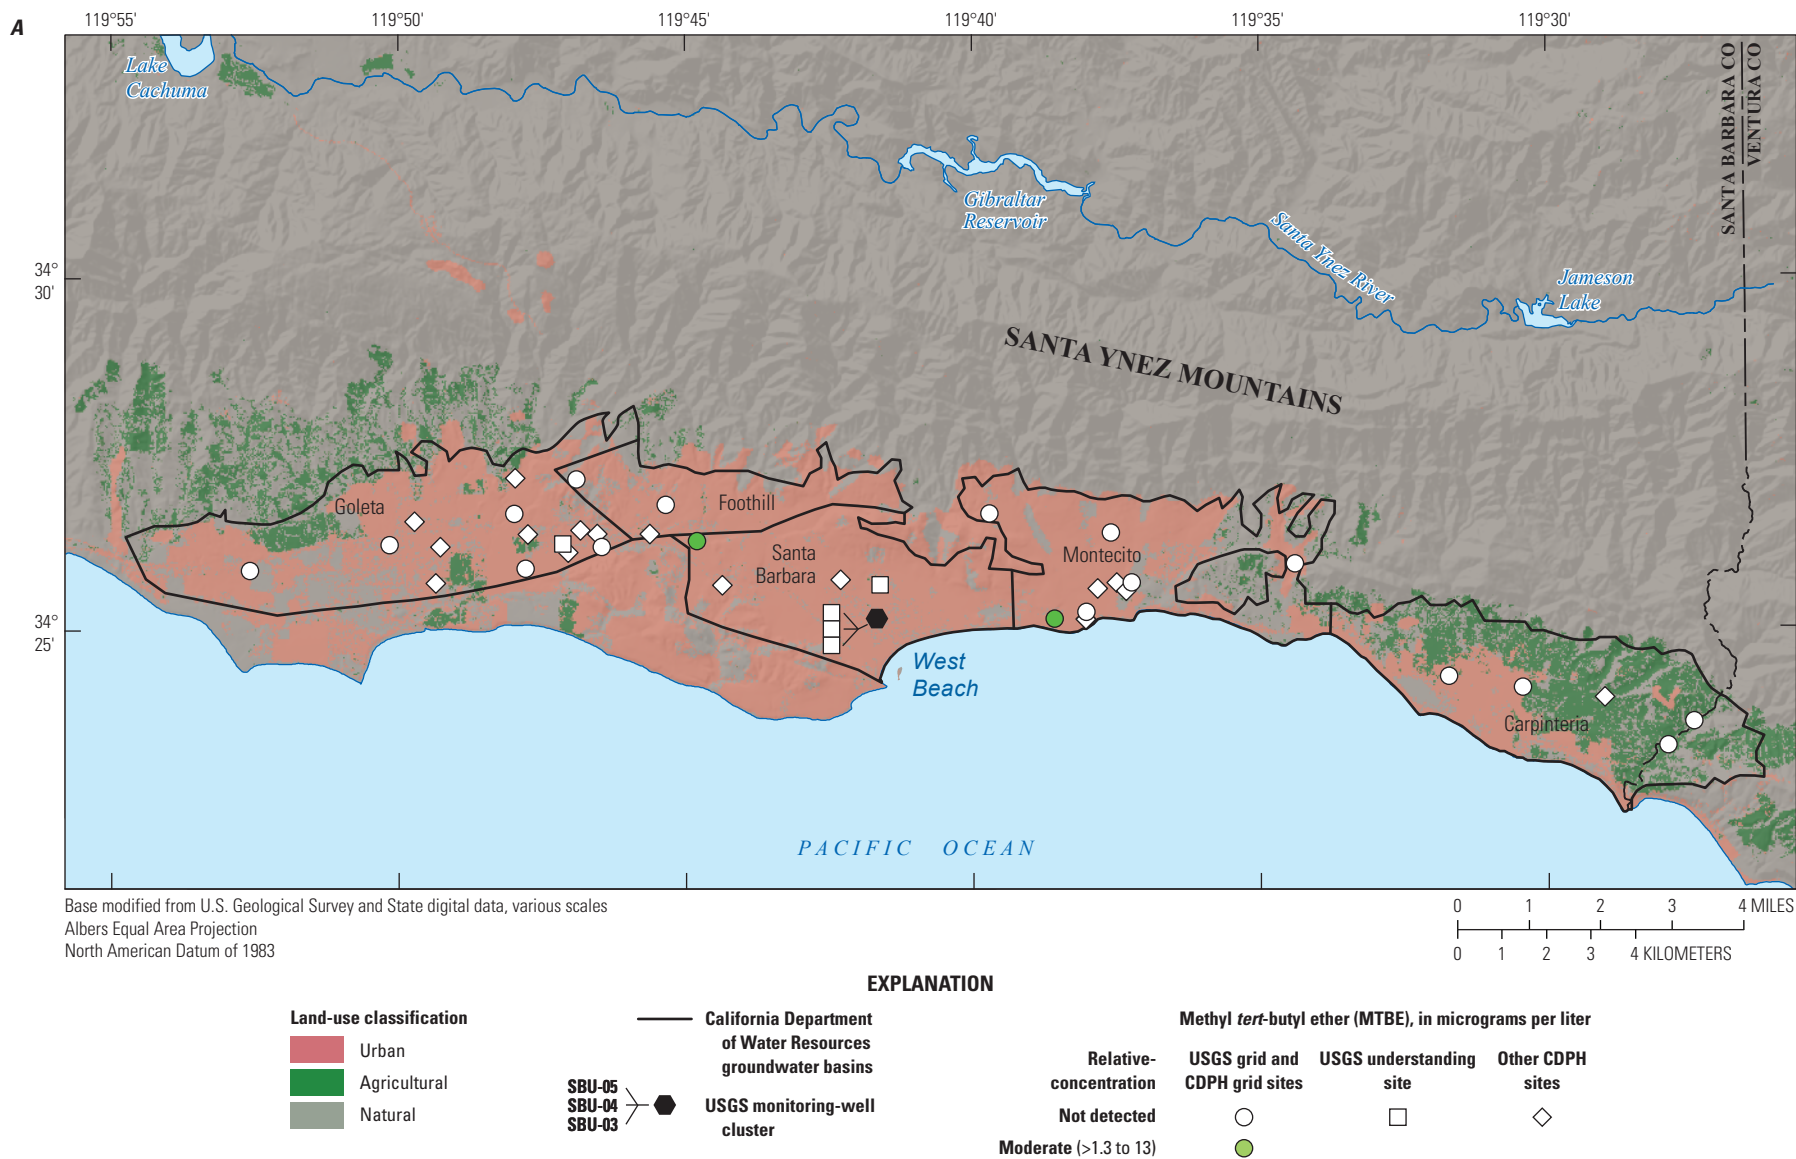 A
119°55'
119°50'
119°45'
119°40'
119°35'
119°30'
Lake
Cachuma
SANTA BARBARA CO
VENTURA CO
Gibraltar
Reservoir
Santa Ynez River
34°
30'
Jameson
Lake
SANTA YNEZ MOUNTAINS
Goleta
Foothill
Santa
Barbara
Montecito
34°
25'
West
Beach
Carpinteria
PACIFIC OCEAN
Base modified from U.S. Geological Survey and State digital data, various scales
Albers Equal Area Projection
North American Datum of 1983
0 1 2 3 4 MILES
0 1 2 3 4 KILOMETERS
EXPLANATION
Land-use classification
Urban
Agricultural
Natural
California Department
of Water Resources
groundwater basins
SBU-05
SBU-04
SBU-03
USGS monitoring-well
cluster
Methyl tert-butyl ether (MTBE), in micrograms per liter
Relative-
concentration
USGS grid and
CDPH grid sites
USGS understanding
site
Other CDPH
sites
Not detected
Moderate (>1.3 to 13)